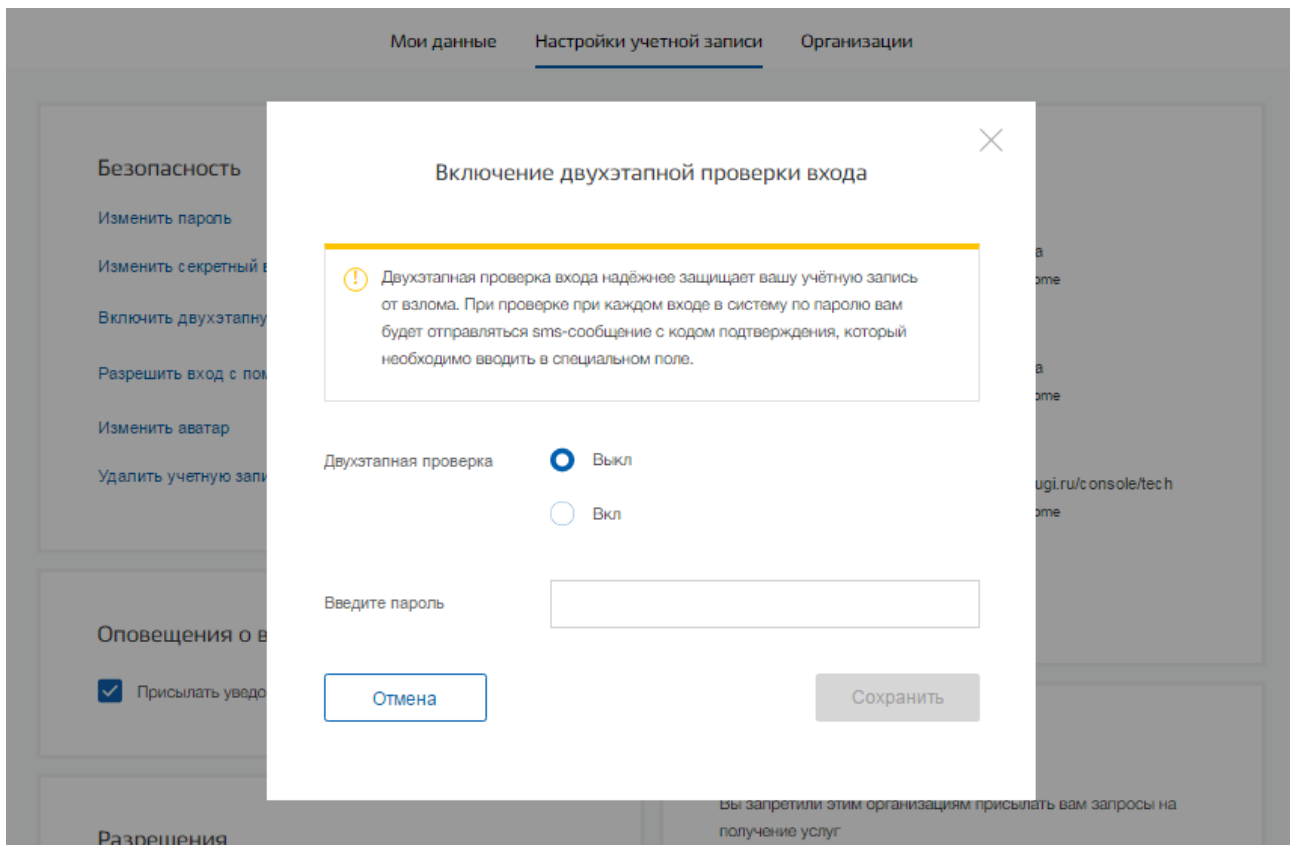 Мои данные Настройки учетной записи Организации
Безопасность
Изменить пароль
Изменить секретный
Включить двухэтапну
Разрешить вход с
Изменить аватар
Удалить учетную запи
Включение двухэтапной проверки входа
Двухэтапная проверка входа надёжнее защищает вашу учётную запись
от взлома. При проверке при каждом входе в систему по паролю вам
будет отправляться sms-сообщение с кодом подтверждения, который
необходимо вводить в специальном поле.
Двухэтапная проверка
Выкл
Вкл
Введите пароль
Отмена
Сохранить
а
ome
а
ome
ugi.ru/console/tech
ome
Оповещения о в
Присылать уведо
Разрешения
Вы запретили этим организациям присылать вам запросы на
получение услуг